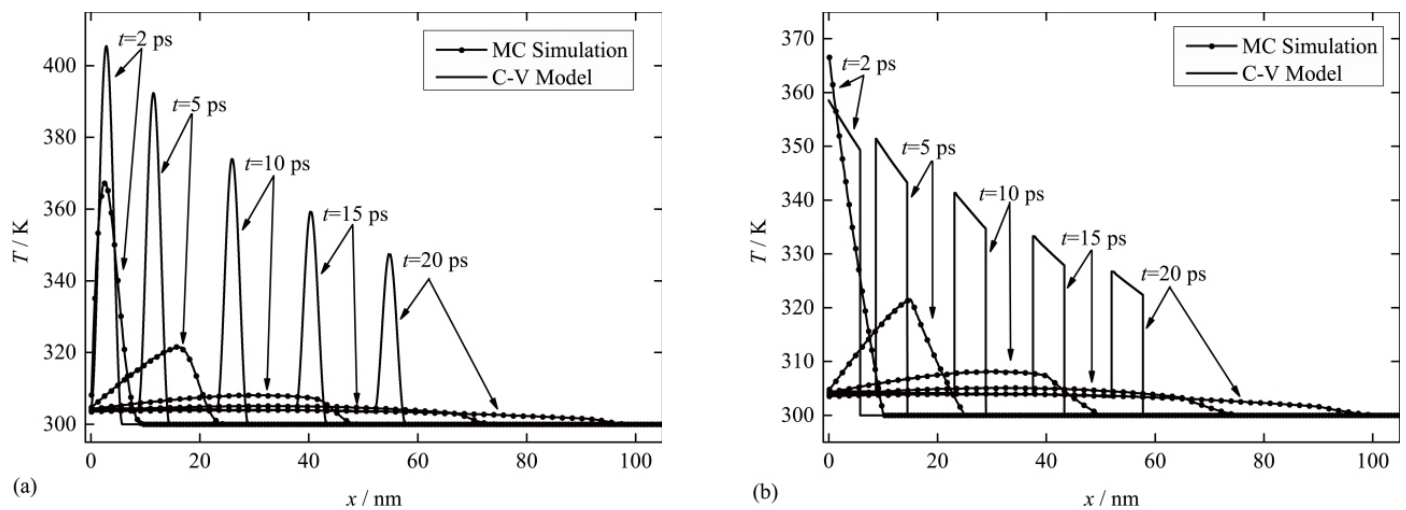 MC Simulation
C-V Model
t=2 ps
t=5 ps
t=10 ps
t=15 ps
t=20 ps
400
380
360
340
320
300
T / K
0 20 40 60 80 100
x / nm
(a)
MC Simulation
C-V Model
t=2 ps
t=5 ps
t=10 ps
t=15 ps
t=20 ps
370
360
350
340
330
320
310
300
T / K
0 20 40 60 80 100
x / nm
(b)